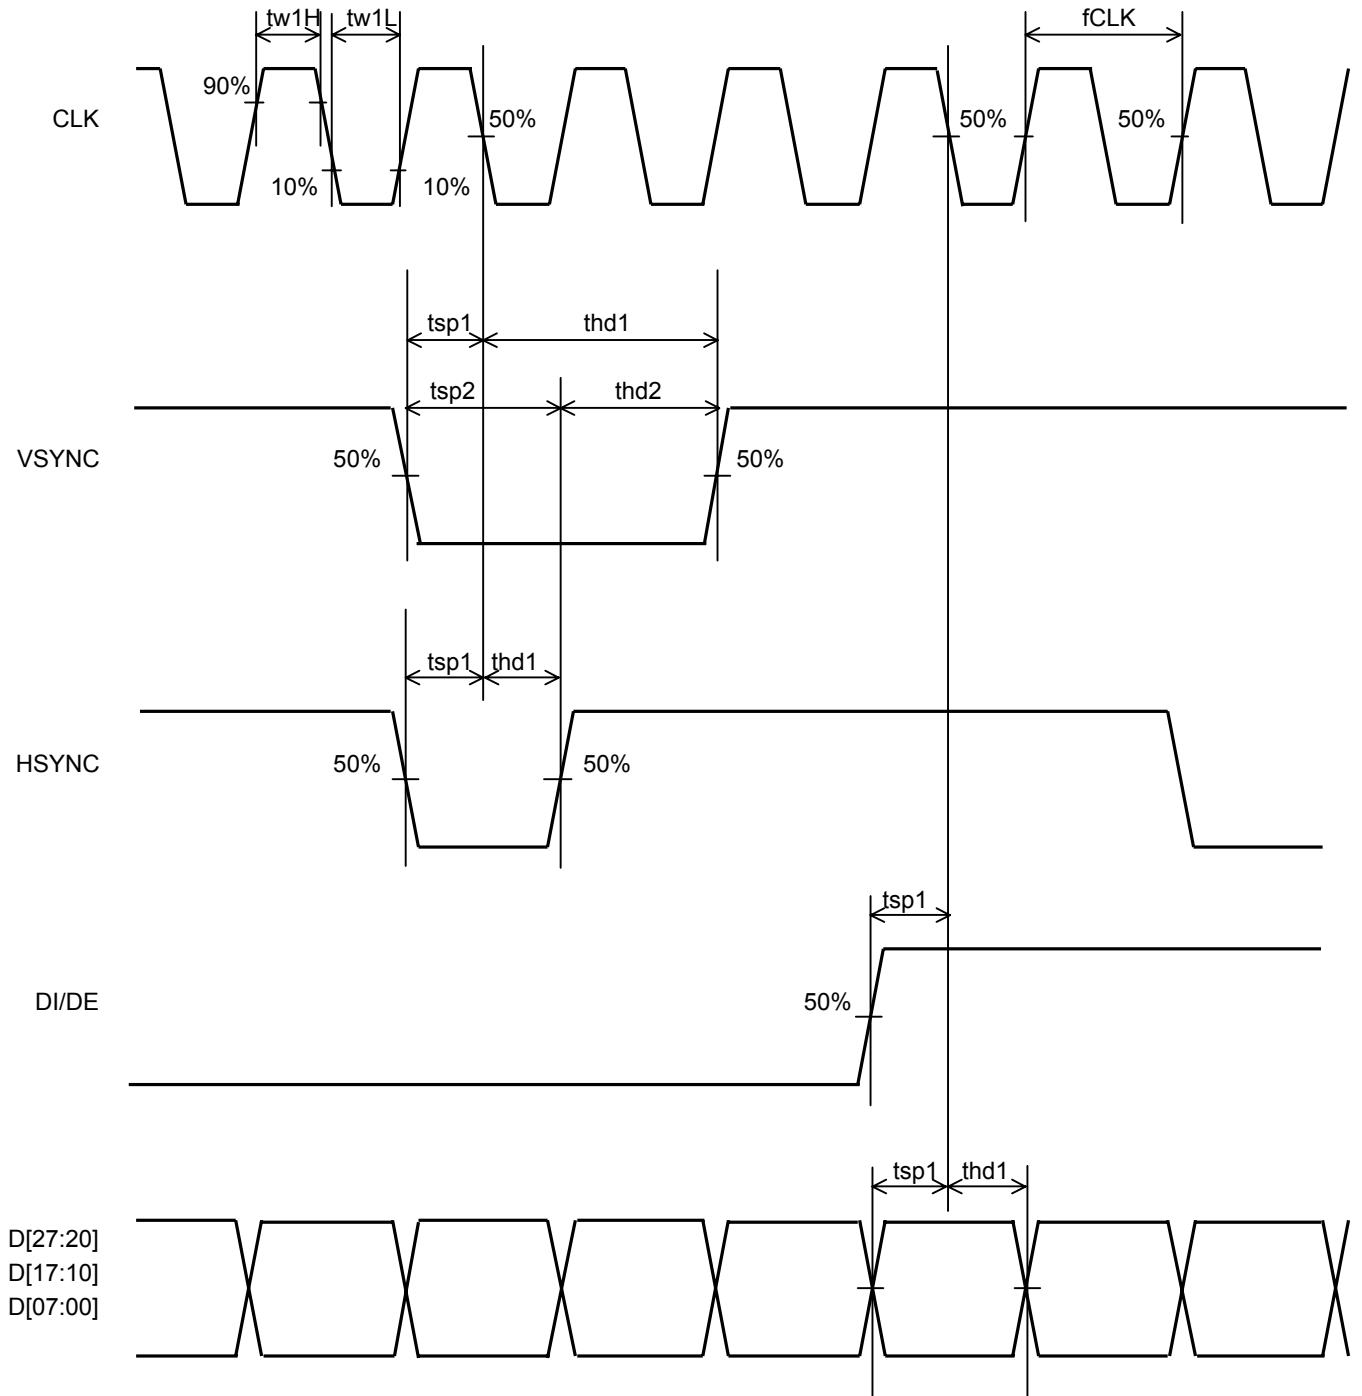 tw1H tw1L fCLK
90%
CLK 50% 50% 50%
10% 10%
tsp1 thd1
tsp2 thd2
VSYNC 50% 50%
tsp1 thd1
HSYNC 50% 50%
tsp1
DI/DE 50%
tsp1 thd1
D[27:20]
D[17:10]
D[07:00]